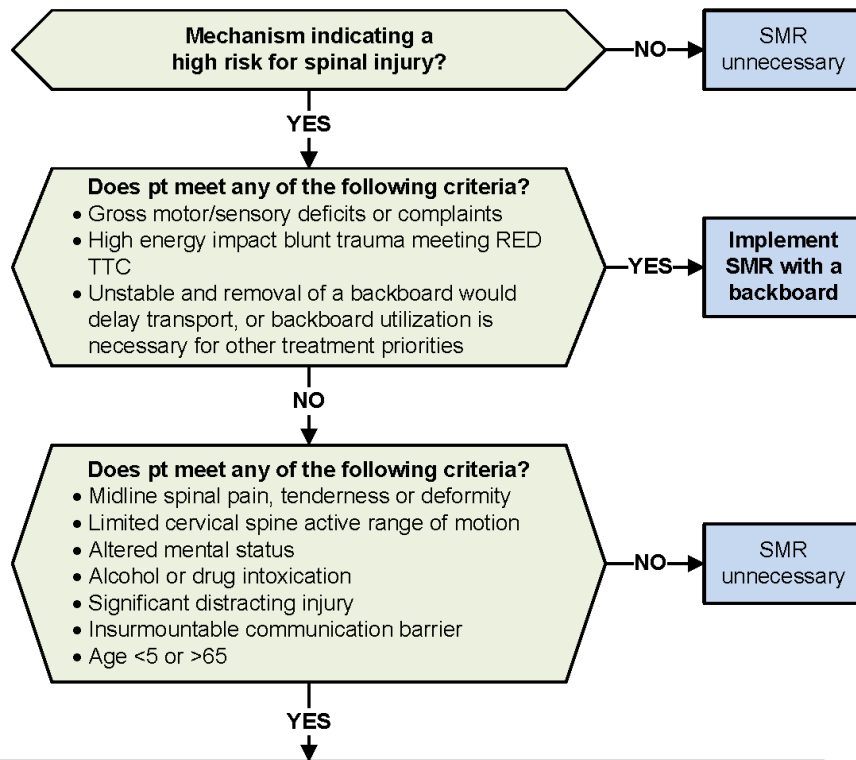 Mechanism indicating a
high risk for spinal injury?
NO
SMR
unnecessary
YES
Does pt meet any of the following criteria?
• Gross motor/sensory deficits or complaints
• High energy impact blunt trauma meeting RED
TTC
• Unstable and removal of a backboard would
delay transport, or backboard utilization is
necessary for other treatment priorities
YES
Implement
SMR with a
backboard
NO
Does pt meet any of the following criteria?
• Midline spinal pain, tenderness or deformity
• Limited cervical spine active range of motion
• Altered mental status
• Alcohol or drug intoxication
• Significant distracting injury
• Insurmountable communication barrier
• Age <5 or >65
NO
SMR
unnecessary
YES